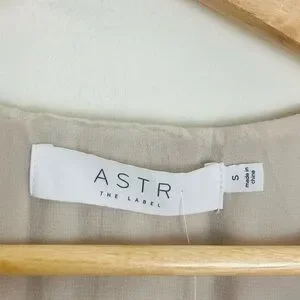 ASTR
THE LABEL
S
made in
china